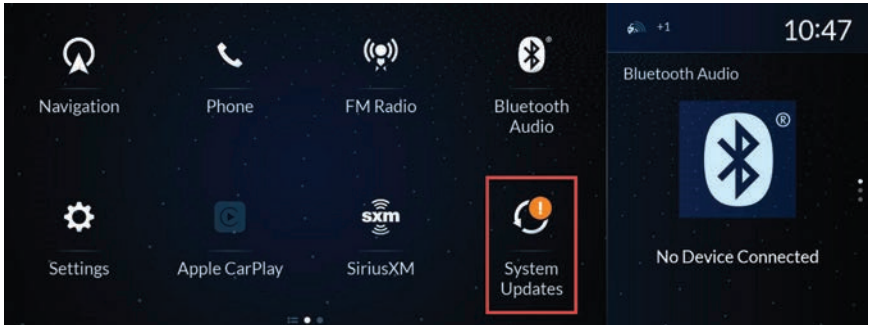 +1
10:47
Navigation
Phone
FM Radio
Bluetooth
Audio
Bluetooth Audio
®
Settings
Apple CarPlay
sxm
SiriusXM
!
System
Updates
No Device Connected